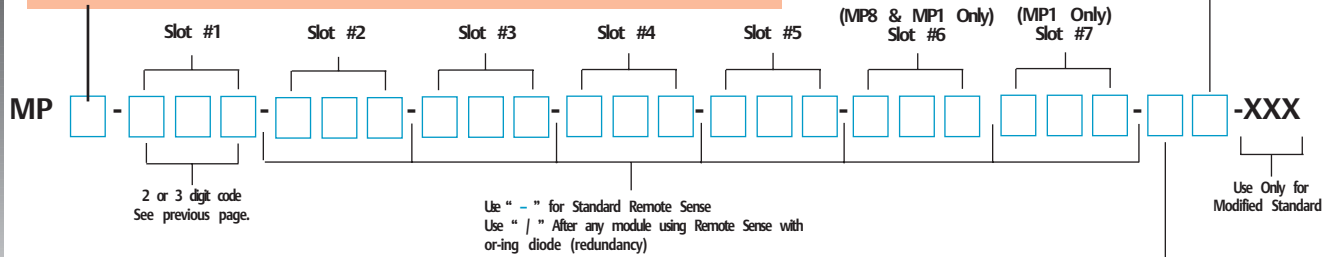 (MP8 & MP1 Only) (MP1 Only)
Slot #1 Slot #2 Slot #3 Slot #4 Slot #5 Slot #6 Slot #7
MP - - - - - - - -XXX
2 or 3 digit code
See previous page.
Use “ – ” for Standard Remote Sense
Use “ / ” After any module using Remote Sense with
or-ing diode (redundancy)
Use Only for
Modified Standard